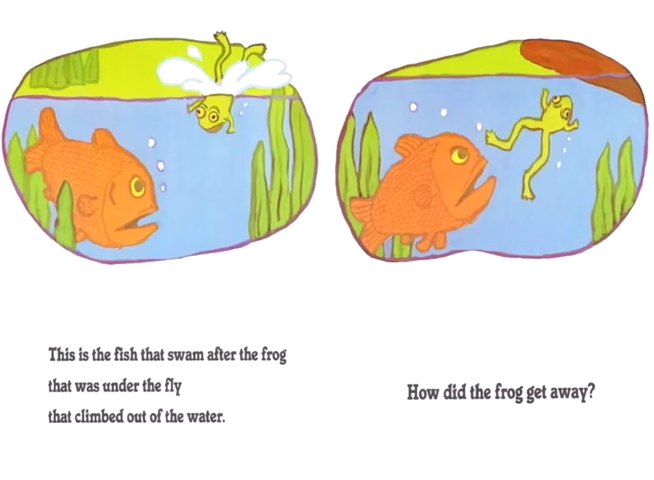 This is the fish that swam after the frog
that was under the fly
that climbed out of the water.
How did the frog get away?